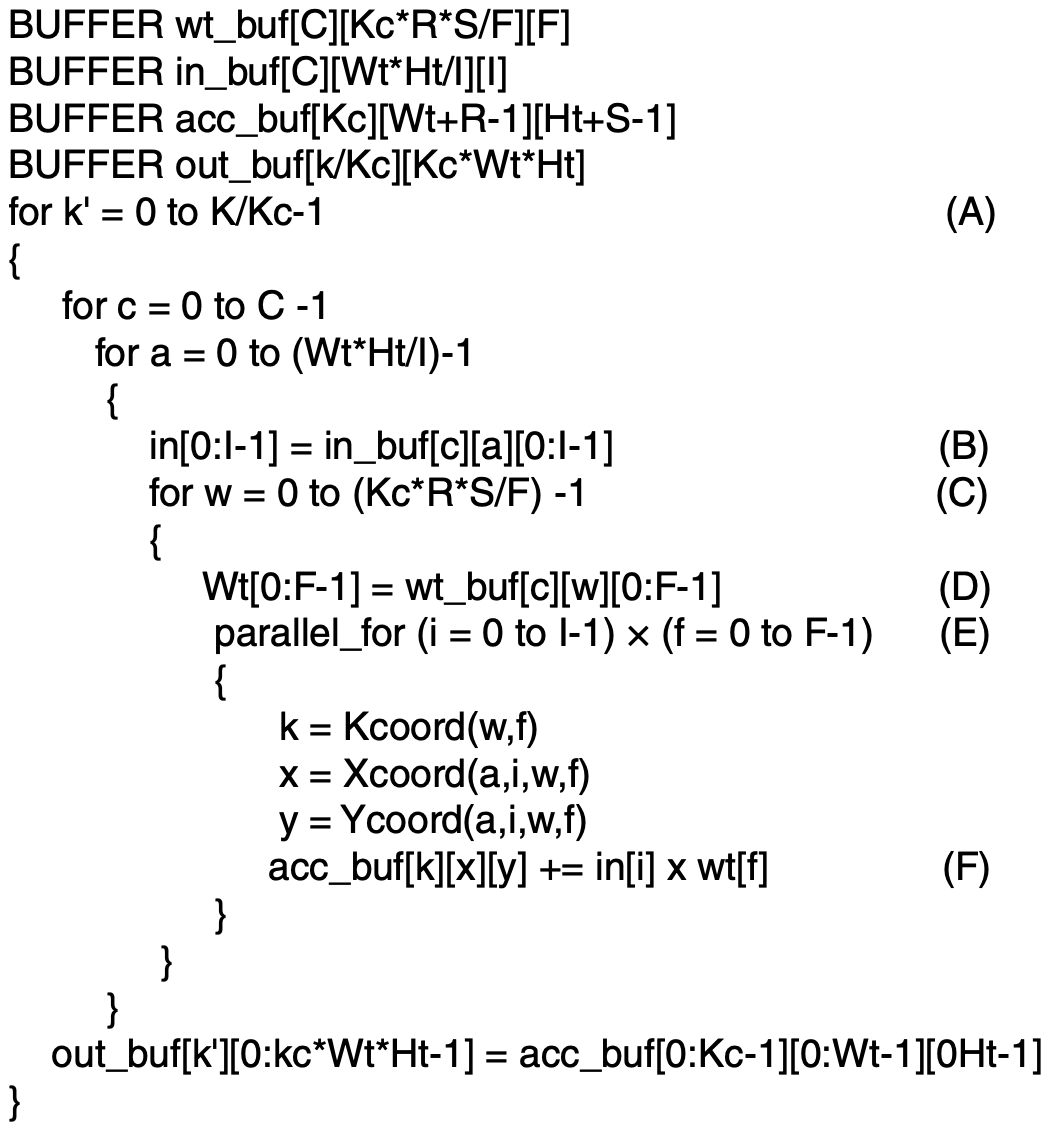 BUFFER wt_buf[C][Kc*R*S/F][F]
BUFFER in_buf[C][Wt*Ht/I][I]
BUFFER acc_buf[Kc][Wt+R-1][Ht+S-1]
BUFFER out_buf[k/Kc][Kc*Wt*Ht]
for k' = 0 to K/Kc-1 (A)
{
for c = 0 to C -1
for a = 0 to (Wt*Ht/I)-1
{
in[0:I-1] = in_buf[c][a][0:I-1] (B)
for w = 0 to (Kc*R*S/F) -1 (C)
{
Wt[0:F-1] = wt_buf[c][w][0:F-1] (D)
parallel_for (i = 0 to I-1) × (f = 0 to F-1) (E)
{
k = Kcoord(w,f)
x = Xcoord(a,i,w,f)
y = Ycoord(a,i,w,f)
acc_buf[k][x][y] += in[i] x wt[f] (F)
}
}
}
out_buf[k'][0:kc*Wt*Ht-1] = acc_buf[0:Kc-1][0:Wt-1][0Ht-1]
}